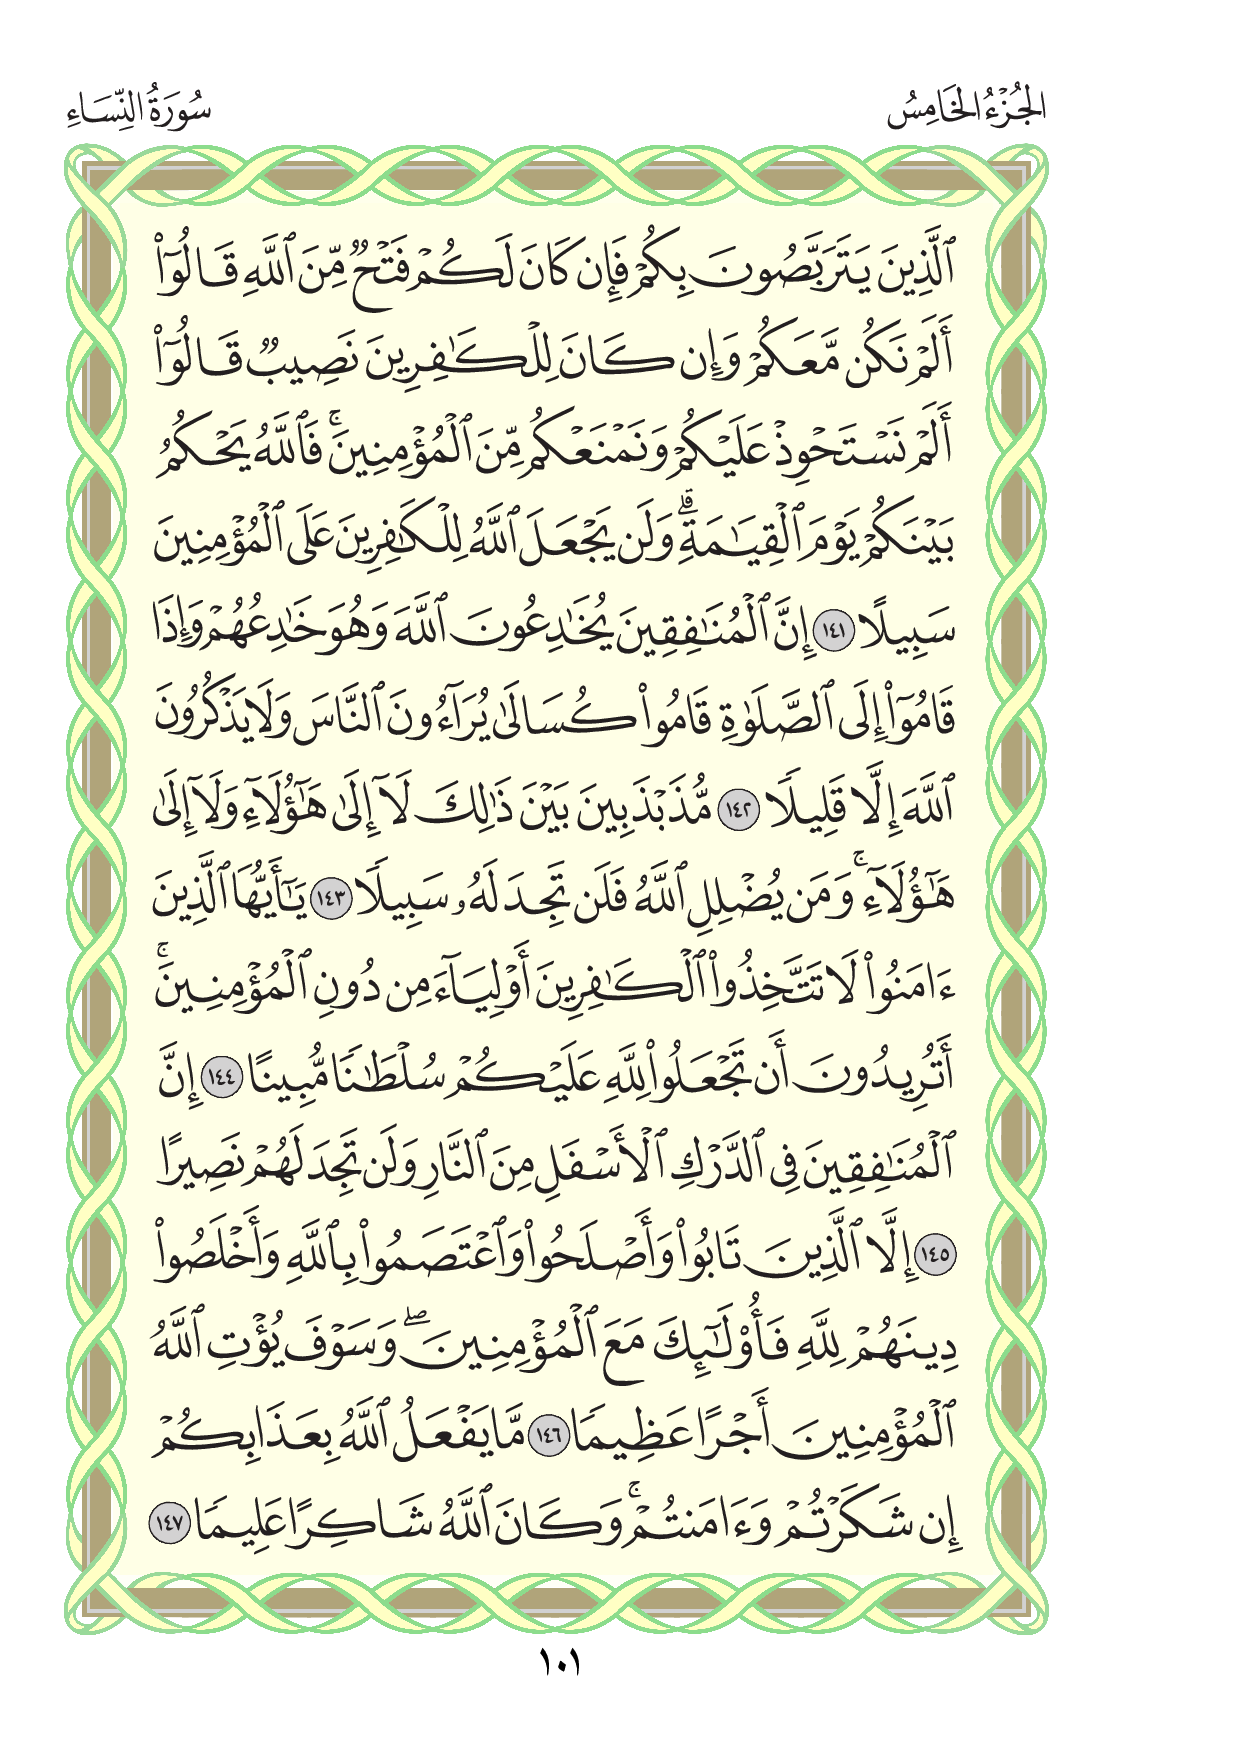 الجُزْءُ الخَامِسُ
سُورَةُ النِّسَاءِ
ٱلَّذِينَ يَتَرَبَّصُونَ بِكُمۡ فَإِن كَانَ لَكُمۡ فَتۡحٞ مِّنَ ٱللَّهِ قَالُوٓاْ
أَلَمۡ نَكُن مَّعَكُمۡ وَإِن كَانَ لِلۡكَٰفِرِينَ نَصِيبٞ قَالُوٓاْ
أَلَمۡ نَسۡتَحۡوِذۡ عَلَيۡكُمۡ وَنَمۡنَعۡكُم مِّنَ ٱلۡمُؤۡمِنِينَۚ فَٱللَّهُ يَحۡكُمُ
بَيۡنَكُمۡ يَوۡمَ ٱلۡقِيَٰمَةِۗ وَلَن يَجۡعَلَ ٱللَّهُ لِلۡكَٰفِرِينَ عَلَى ٱلۡمُؤۡمِنِينَ
سَبِيلًا ١٤١ إِنَّ ٱلۡمُنَٰفِقِينَ يُخَٰدِعُونَ ٱللَّهَ وَهُوَ خَٰدِعُهُمۡ وَإِذَا
قَامُوٓاْ إِلَى ٱلصَّلَوٰةِ قَامُواْ كُسَالَىٰ يُرَآءُونَ ٱلنَّاسَ وَلَا يَذۡكُرُونَ
ٱللَّهَ إِلَّا قَلِيلٗا ١٤٢ مُّذَبۡذَبِينَ بَيۡنَ ذَٰلِكَ لَآ إِلَىٰ هَٰٓؤُلَآءِ وَلَآ إِلَىٰ
هَٰٓؤُلَآءِۚ وَمَن يُضۡلِلِ ٱللَّهُ فَلَن تَجِدَ لَهُۥ سَبِيلٗا ١٤٣ يَٰٓأَيُّهَا ٱلَّذِينَ
ءَامَنُواْ لَا تَتَّخِذُواْ ٱلۡكَٰفِرِينَ أَوۡلِيَآءَ مِن دُونِ ٱلۡمُؤۡمِنِينَۚ
أَتُرِيدُونَ أَن تَجۡعَلُواْ لِلَّهِ عَلَيۡكُمۡ سُلۡطَٰنٗا مُّبِينًا ١٤٤ إِنَّ
ٱلۡمُنَٰفِقِينَ فِي ٱلدَّرۡكِ ٱلۡأَسۡفَلِ مِنَ ٱلنَّارِ وَلَن تَجِدَ لَهُمۡ نَصِيرًا
١٤٥ إِلَّا ٱلَّذِينَ تَابُواْ وَأَصۡلَحُواْ وَٱعۡتَصَمُواْ بِٱللَّهِ وَأَخۡلَصُواْ
دِينَهُمۡ لِلَّهِ فَأُوْلَٰٓئِكَ مَعَ ٱلۡمُؤۡمِنِينَۖ وَسَوۡفَ يُؤۡتِ ٱللَّهُ
ٱلۡمُؤۡمِنِينَ أَجۡرًا عَظِيمٗا ١٤٦ مَّا يَفۡعَلُ ٱللَّهُ بِعَذَابِكُمۡ
إِن شَكَرۡتُمۡ وَءَامَنتُمۡۚ وَكَانَ ٱللَّهُ شَاكِرًا عَلِيمٗا ١٤٧
١٠١